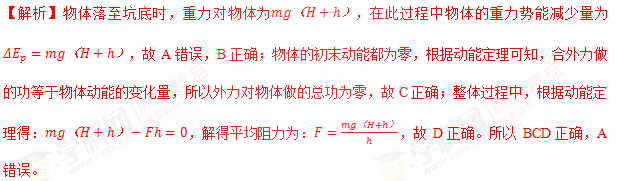 【解析】物体落至坑底时，重力对物体为mg（H+h），在此过程中物体的重力势能减少量为
ΔEp=mg（H+h），故 A 错误，B 正确；物体的初末动能都为零，根据动能定理可知，合外力做
的功等于物体动能的变化量，所以外力对物体做的总功为零，故 C 正确；整体过程中，根据动能定
理得：mg（H+h）-Fh=0，解得平均阻力为：F=mg（H+h）/h，故 D 正确。所以 BCD 正确，A
错误。